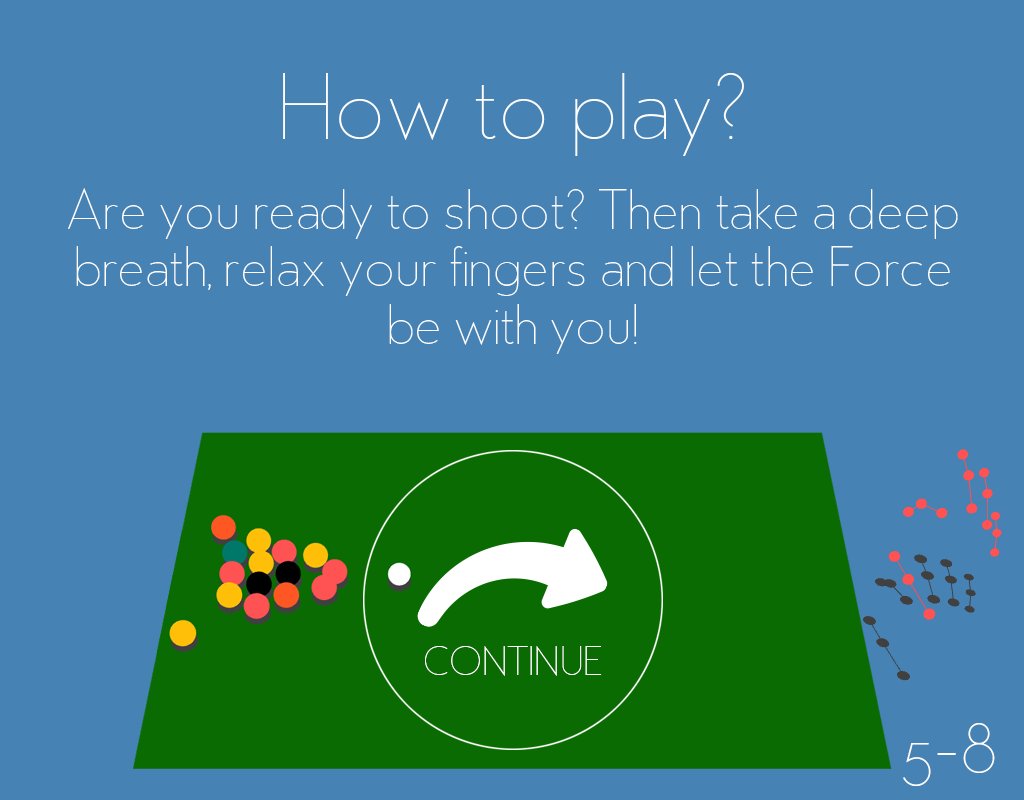 How to play?
Are you ready to shoot? Then take a deep
breath, relax your fingers and let the Force
be with you!
CONTINUE
5-8